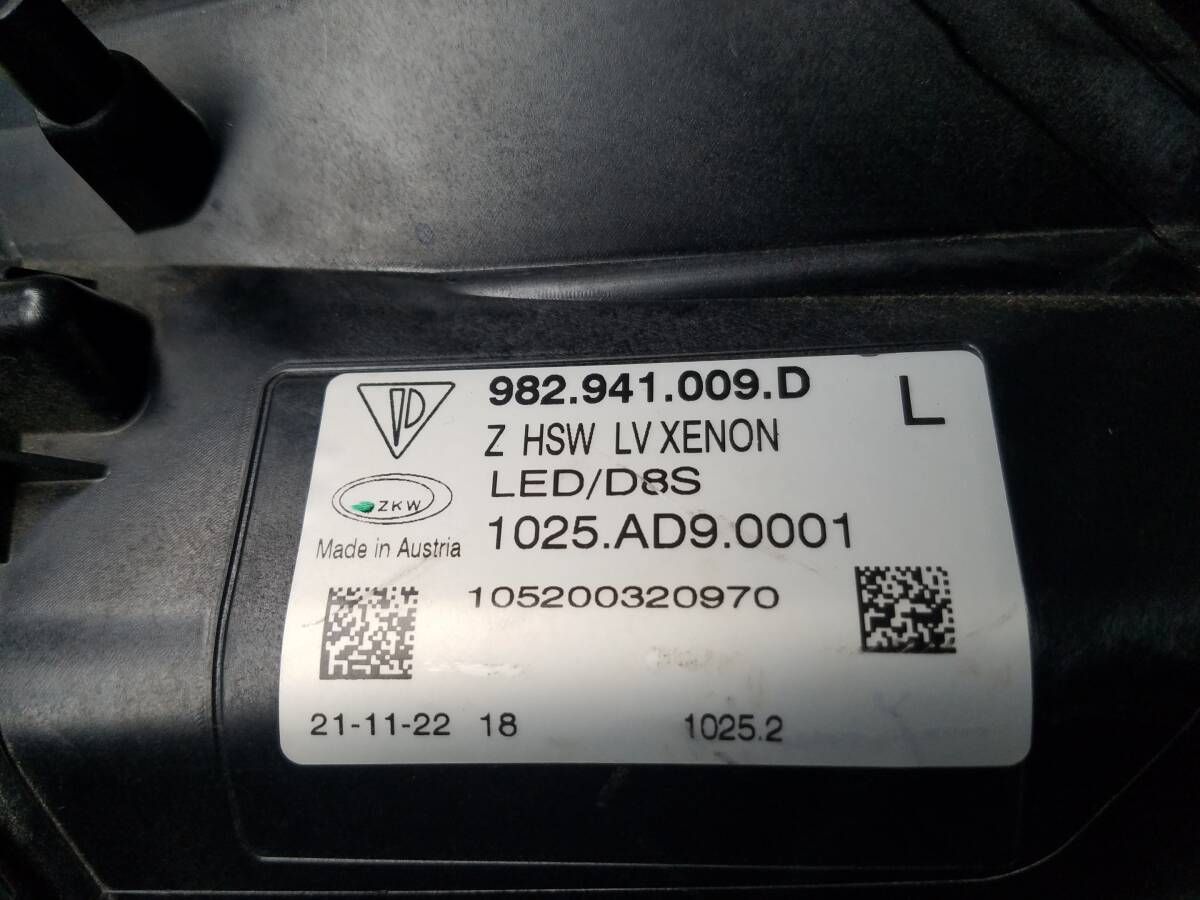 982.941.009.D
L
Z HSW LV XENON
LED/D8S
ZKW
1025.AD9.0001
Made in Austria
105200320970
21-11-22 18
1025.2